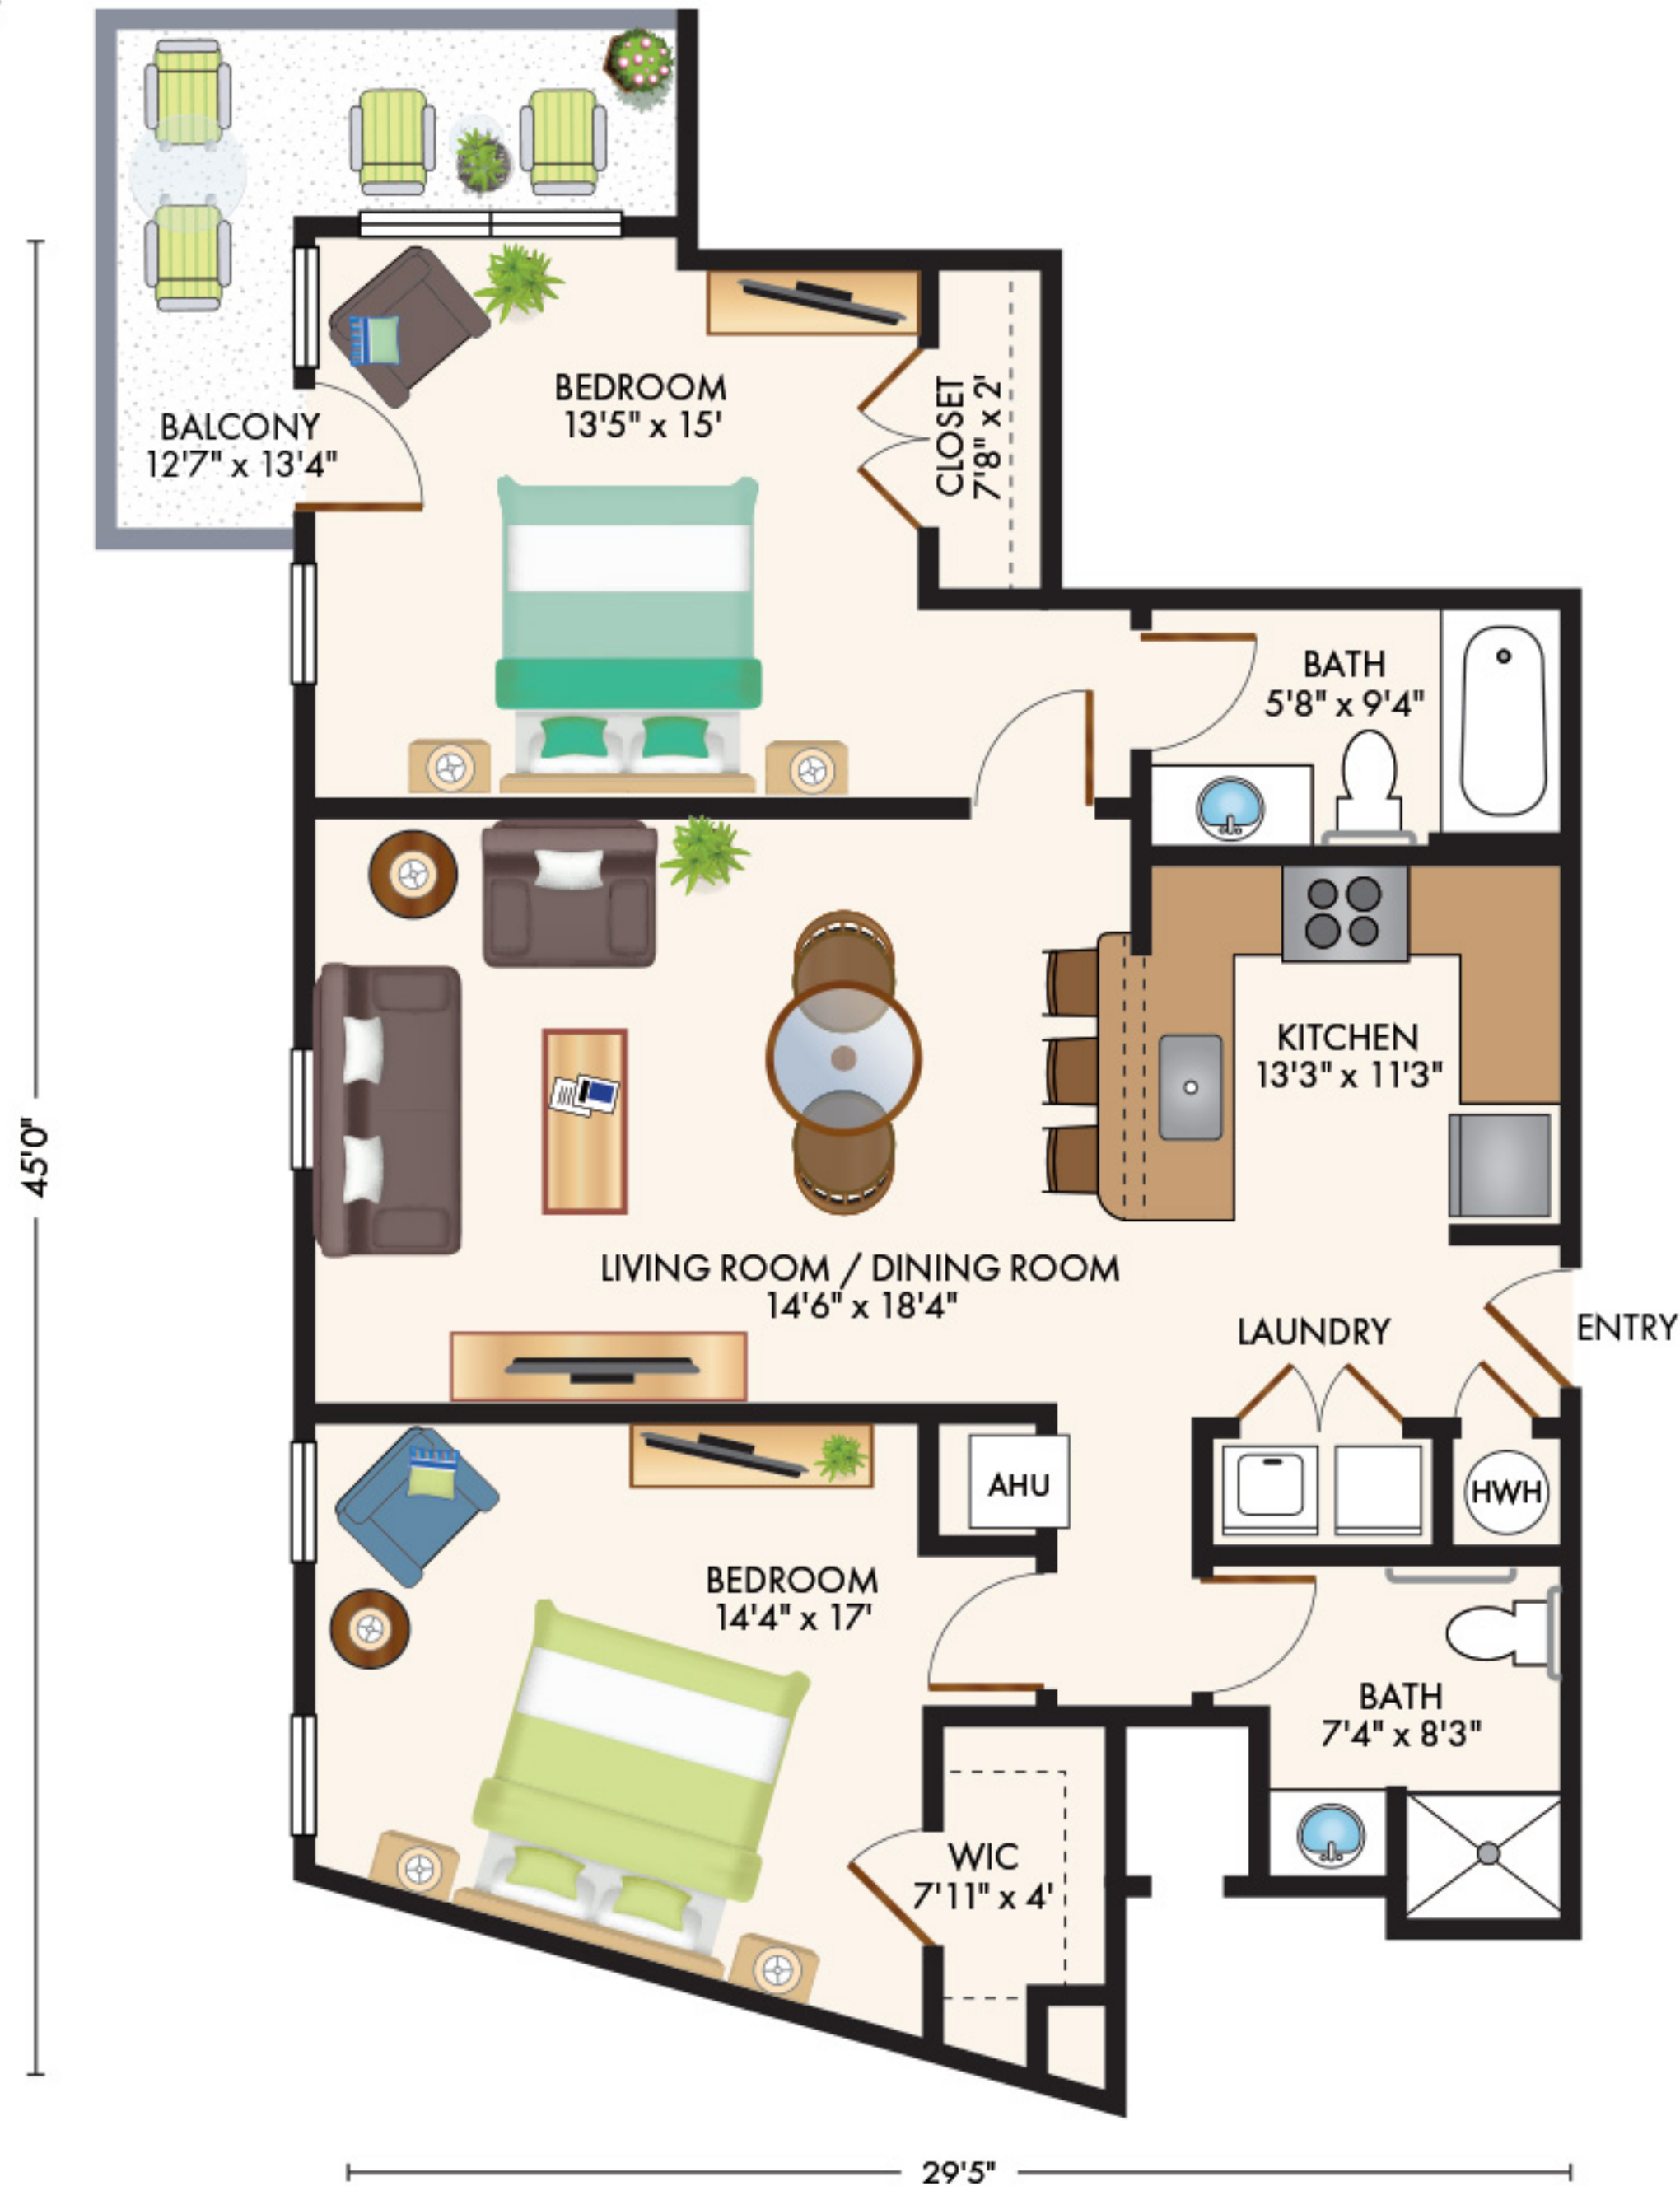 BEDROOM
13'5" x 15'
CLOSET
7'8" x 2'
BALCONY
12'7" x 13'4"
BATH
5'8" x 9'4"
KITCHEN
13'3" x 11'3"
45'0"
LIVING ROOM / DINING ROOM
14'6" x 18'4"
LAUNDRY
ENTRY
AHU
HWH
BEDROOM
14'4" x 17'
BATH
7'4" x 8'3"
WIC
7'11" x 4'
29'5"